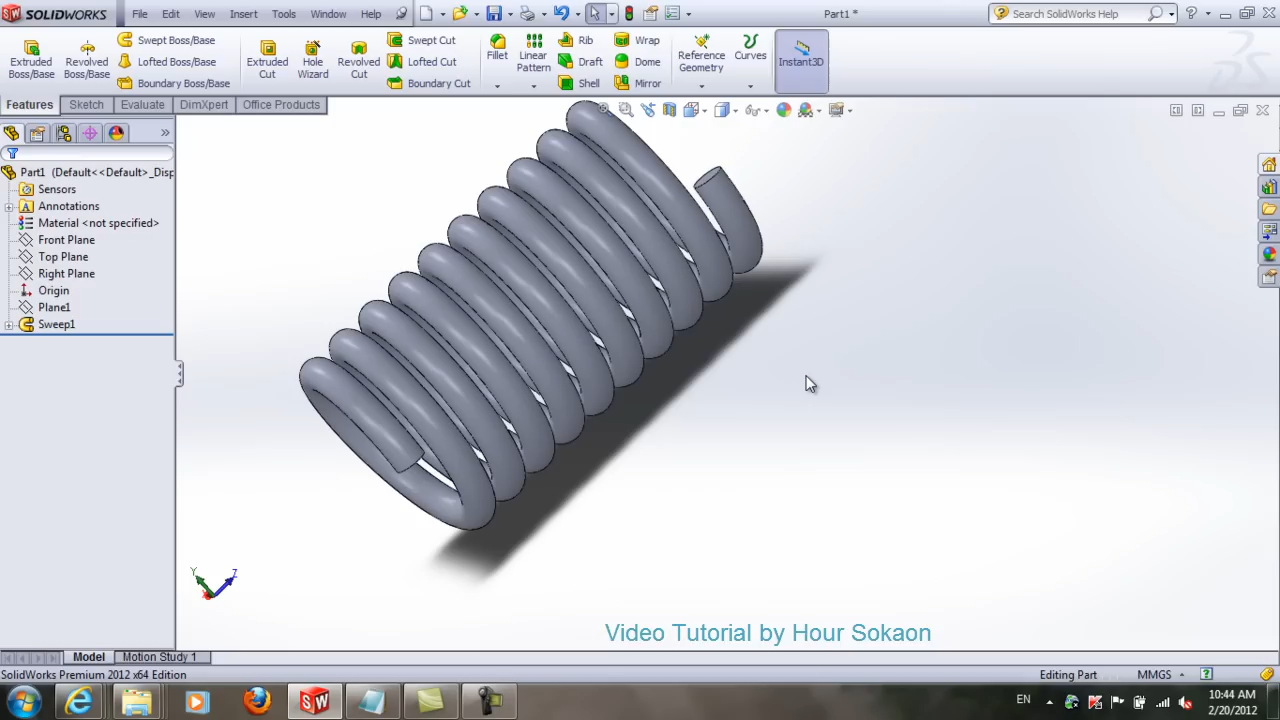 SOLIDWORKS File Edit View Insert Tools Window Help Part1 * Search SolidWorks Help
Extruded Boss/Base
Revolved Boss/Base
Swept Boss/Base
Lofted Boss/Base
Boundary Boss/Base
Extruded Cut
Hole Wizard
Revolved Cut
Swept Cut
Lofted Cut
Boundary Cut
Fillet
Linear Pattern
Rib
Draft
Shell
Wrap
Dome
Mirror
Reference Geometry
Curves
Instant3D
Features Sketch Evaluate DimXpert Office Products
Part1 (Default<<Default>_Disp
Sensors
Annotations
Material <not specified>
Front Plane
Top Plane
Right Plane
Origin
Plane1
Sweep1
Y Z
Video Tutorial by Hour Sokaon
Model Motion Study 1
SolidWorks Premium 2012 x64 Edition Editing Part MMGS
EN 10:44 AM
2/20/2012